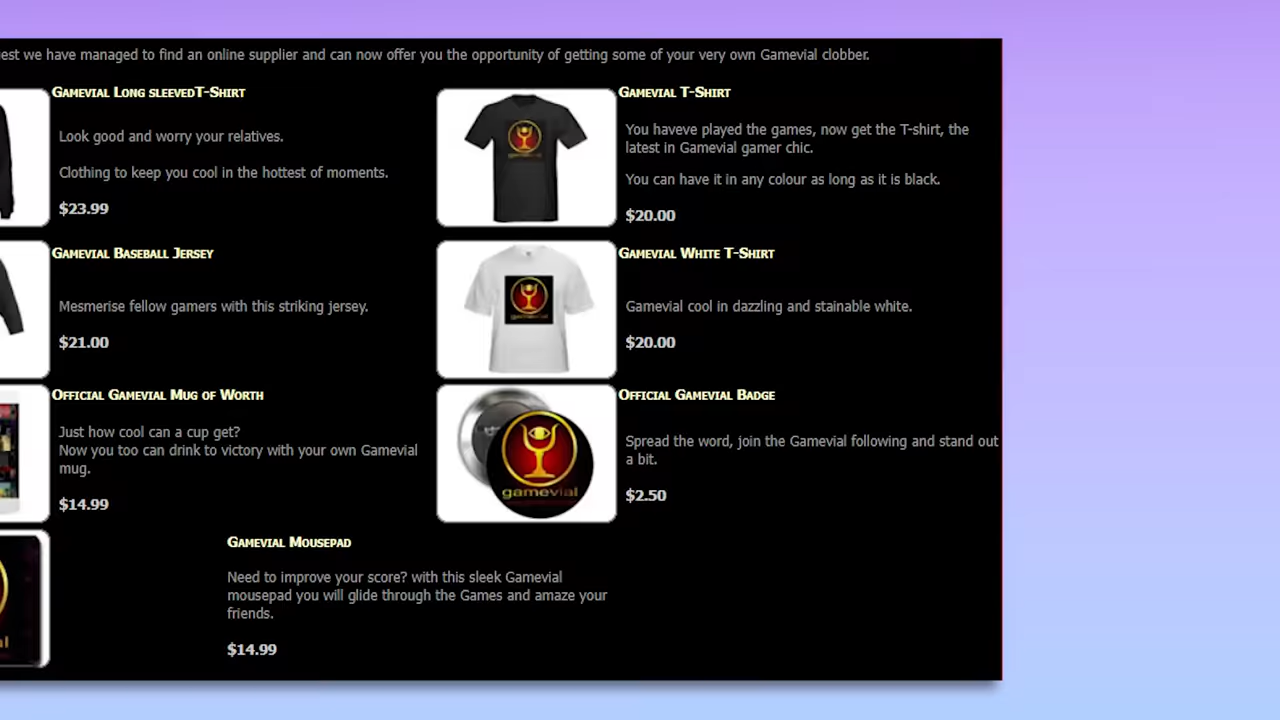 est we have managed to find an online supplier and can now offer you the opportunity of getting some of your very own Gamevial clobber.
Gamevial Long sleevedT-Shirt
Look good and worry your relatives.
Clothing to keep you cool in the hottest of moments.
$23.99
gamevial
Gamevial T-Shirt
You haveve played the games, now get the T-shirt, the
latest in Gamevial gamer chic.
You can have it in any colour as long as it is black.
$20.00
Gamevial Baseball Jersey
Mesmerise fellow gamers with this striking jersey.
$21.00
gamevial
Gamevial White T-Shirt
Gamevial cool in dazzling and stainable white.
$20.00
Official Gamevial Mug of Worth
Just how cool can a cup get?
Now you too can drink to victory with your own Gamevial
mug.
$14.99
gamevial
Official Gamevial Badge
Spread the word, join the Gamevial following and stand out
a bit.
$2.50
al
Gamevial Mousepad
Need to improve your score? with this sleek Gamevial
mousepad you will glide through the Games and amaze your
friends.
$14.99